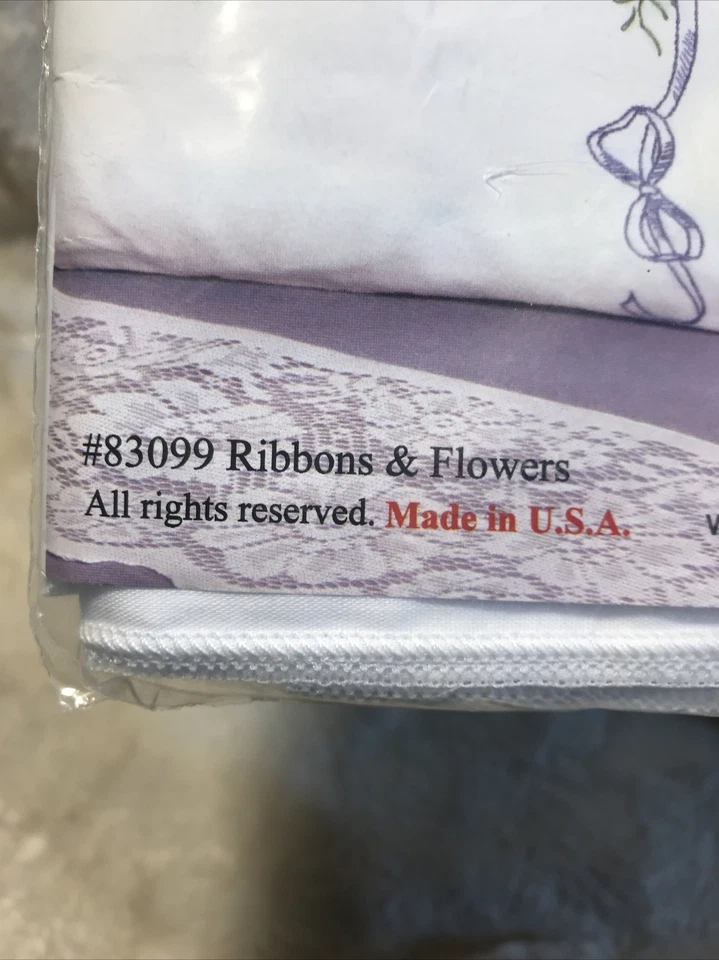 #83099 Ribbons & Flowers
All rights reserved. Made in U.S.A.